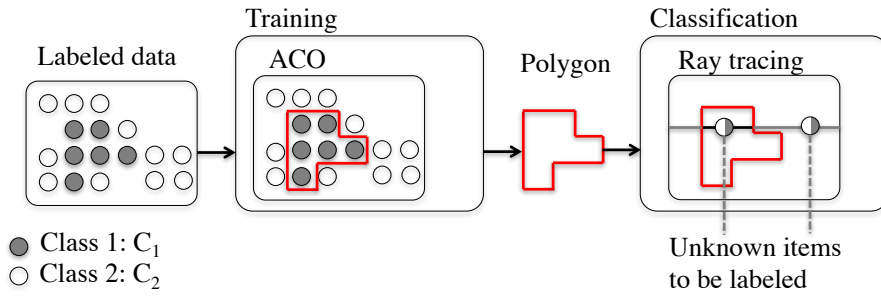 Training
Classification
Labeled data
ACO
Polygon
Ray tracing
Class 1: C1
Class 2: C2
Unknown items
to be labeled